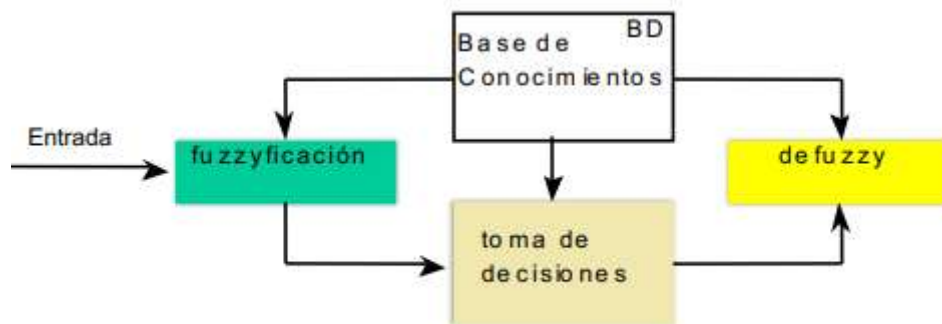 BD
Base de
Conocimientos
Entrada
fuzzyficación
defuzzy
toma de
decisiones